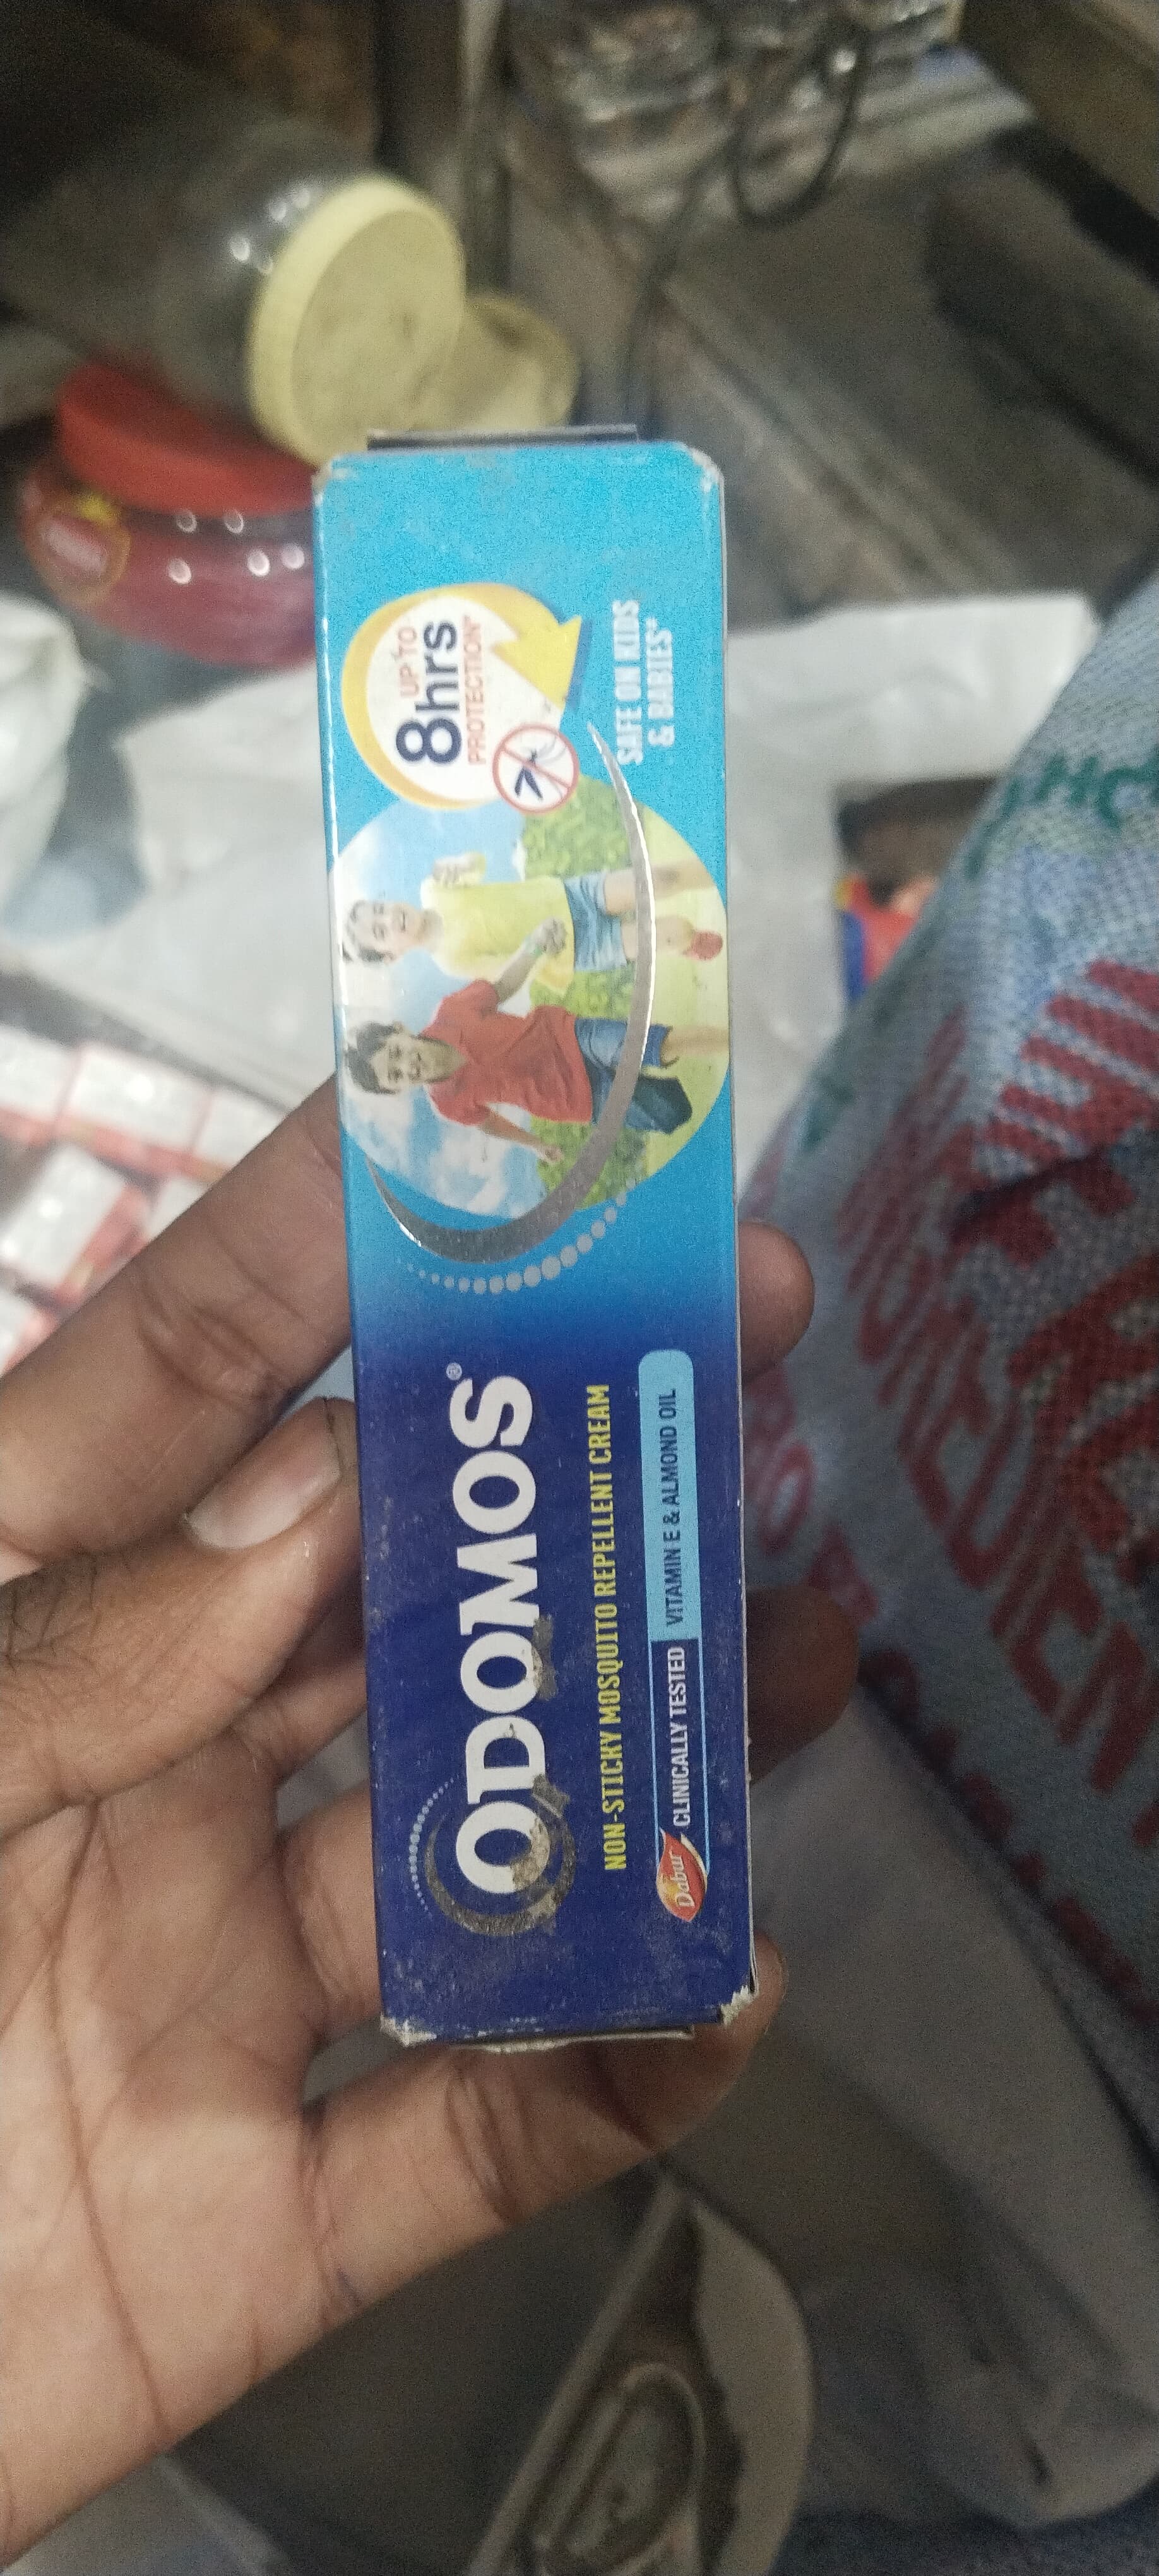 ODOMOS®
NON-STICKY MOSQUITO REPELLENT CREAM
Dabur
CLINICALLY TESTED
VITAMIN E & ALMOND OIL
UP TO
8hrs
PROTECTION**
SAFE ON KIDS
& BABIES*